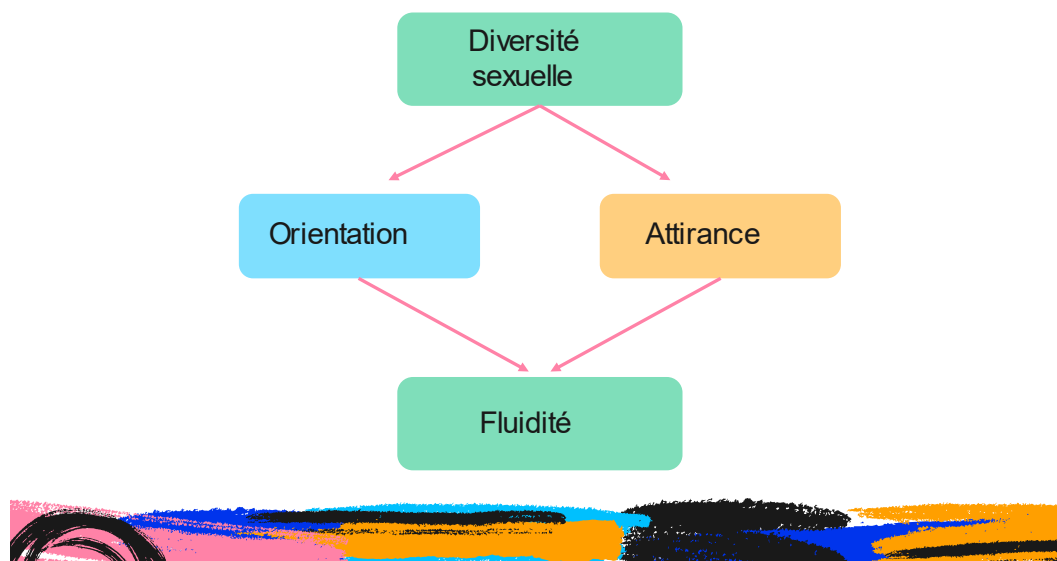 Diversité
sexuelle
Orientation
Attirance
Fluidité